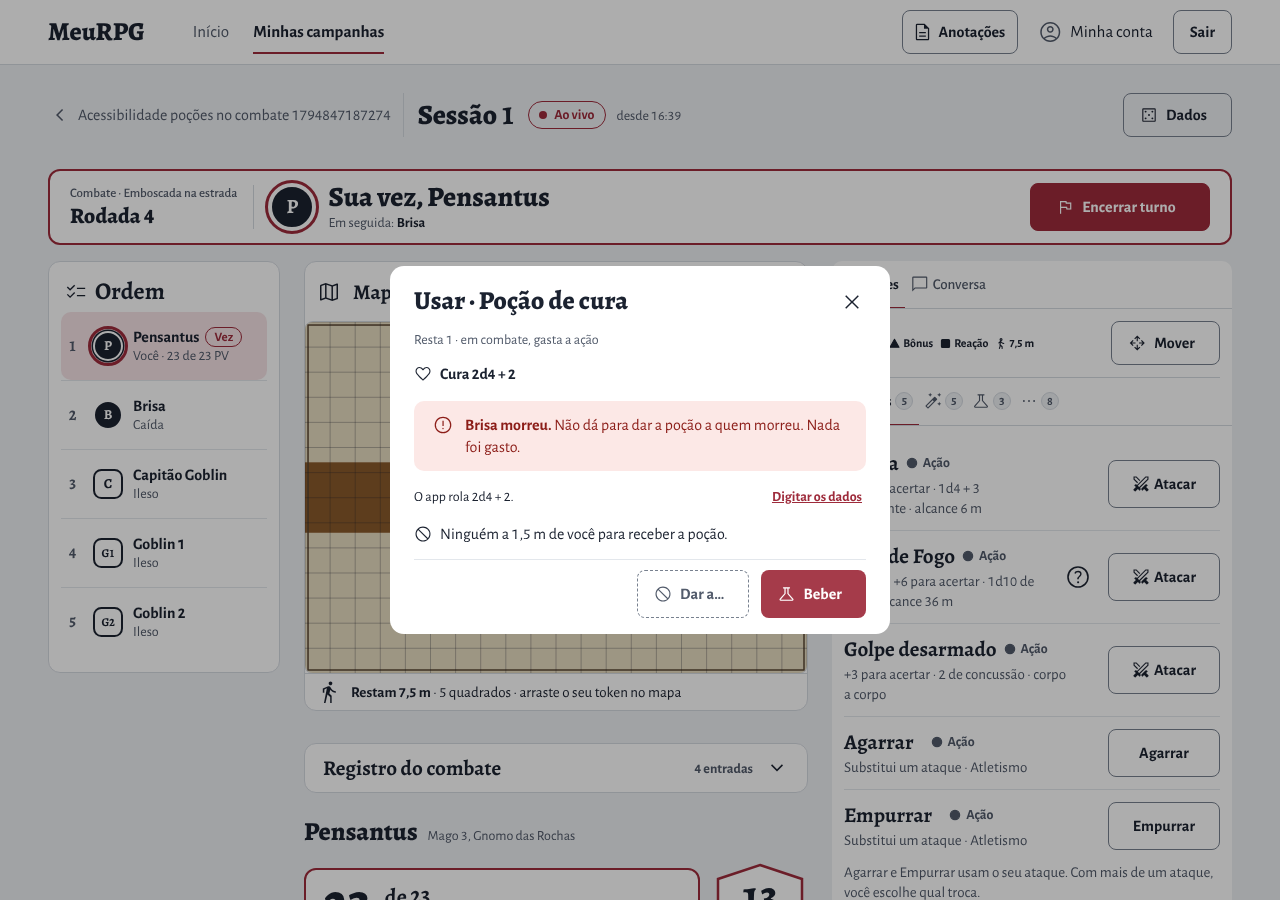 MeuRPG
Início
Minhas campanhas
Anotações
Minha conta
Sair
Acessibilidade poções no combate 1794847187274
Sessão 1
Ao vivo
desde 16:39
Dados
Combate · Emboscada na estrada
Rodada 4
P
Sua vez, Pensantus
Em seguida: Brisa
Encerrar turno
Ordem
1
P
Pensantus
Vez
Você · 23 de 23 PV
2
B
Brisa
Caída
3
C
Capitão Goblin
Ileso
4
G1
Goblin 1
Ileso
5
G2
Goblin 2
Ileso
Map
Usar · Poção de cura
Resta 1 · em combate, gasta a ação
Cura 2d4 + 2
Brisa morreu. Não dá para dar a poção a quem morreu. Nada
foi gasto.
O app rola 2d4 + 2.
Digitar os dados
Ninguém a 1,5 m de você para receber a poção.
Dar a...
Beber
Restam 7,5 m · 5 quadrados · arraste o seu token no mapa
Registro do combate
4 entradas
Pensantus
Mago 3, Gnomo das Rochas
23
de 23
13
es
Conversa
Bônus
Reação
7,5 m
Mover
5
5
3
8
a
Ação
acertar · 1d4 + 3
nte · alcance 6 m
Atacar
de Fogo
Ação
+6 para acertar · 1d10 de
cance 36 m
Atacar
Golpe desarmado
Ação
+3 para acertar · 2 de concussão · corpo
a corpo
Atacar
Agarrar
Ação
Substitui um ataque · Atletismo
Agarrar
Empurrar
Ação
Substitui um ataque · Atletismo
Empurrar
Agarrar e Empurrar usam o seu ataque. Com mais de um ataque,
você escolhe qual troca.